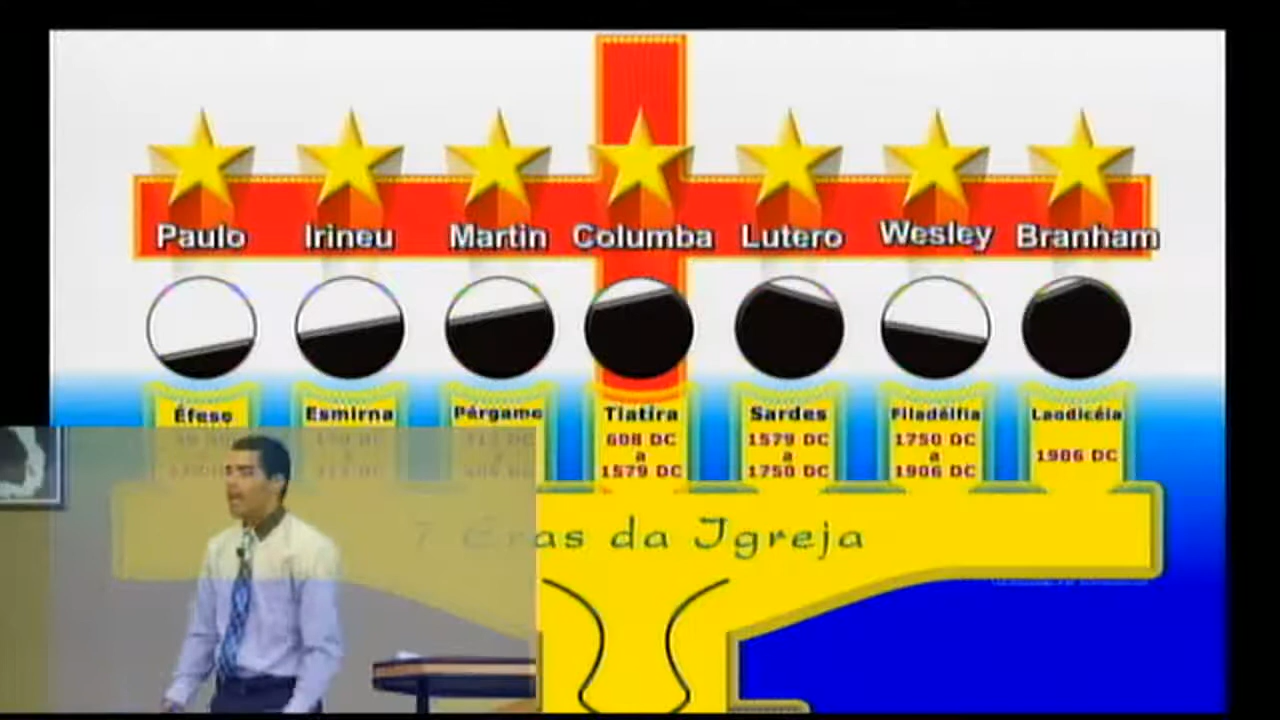 Paulo Irineu Martin Columba Lutero Wesley Branham
Éfeso Esmirna Pérgamo Tiatira Sardes Filadélfia Laodicéia
608 DC 1579 DC 1750 DC
a a a 1906 DC
1579 DC 1750 DC 1906 DC
7 Eras da Igreja